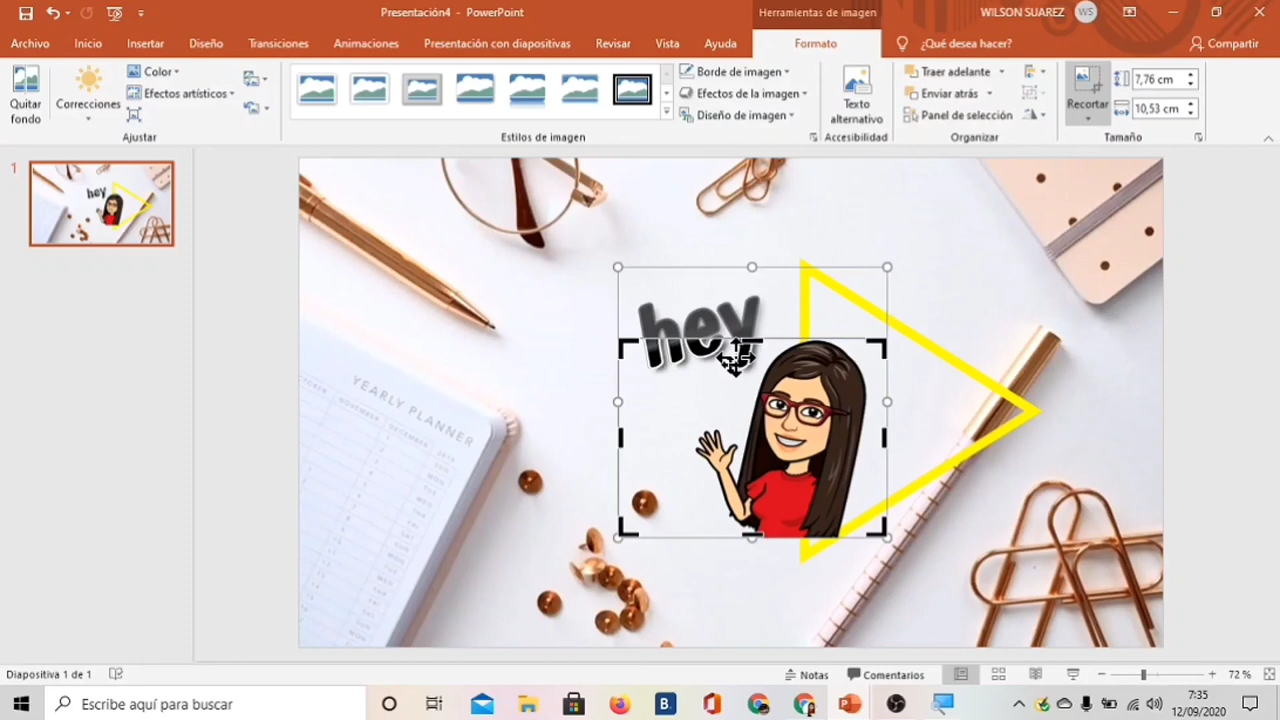 Presentación4 - PowerPoint
Herramientas de imagen
WILSON SUAREZ
WS
Archivo
Inicio
Insertar
Diseño
Transiciones
Animaciones
Presentación con diapositivas
Revisar
Vista
Ayuda
Formato
¿Qué desea hacer?
Compartir
Quitar fondo
Correcciones
Color
Efectos artísticos
Ajustar
Estilos de imagen
Borde de imagen
Efectos de la imagen
Diseño de imagen
Texto alternativo
Accesibilidad
Traer adelante
Enviar atrás
Panel de selección
Organizar
Recortar
7,76 cm
10,53 cm
Tamaño
1
hey
hey
YEARLY PLANNER
NOVEMBER
DECEMBER
Diapositiva 1 de 1
Notas
Comentarios
72 %
Escribe aquí para buscar
B.
7:35
12/09/2020